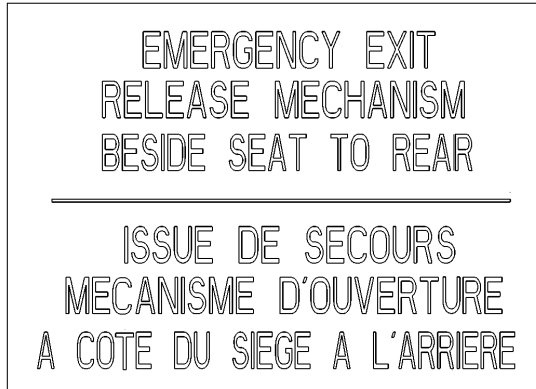 EMERGENCY EXIT
RELEASE MECHANISM
BESIDE SEAT TO REAR
ISSUE DE SECOURS
MECANISME D'OUVERTURE
A COTE DU SIEGE A L'ARRIERE